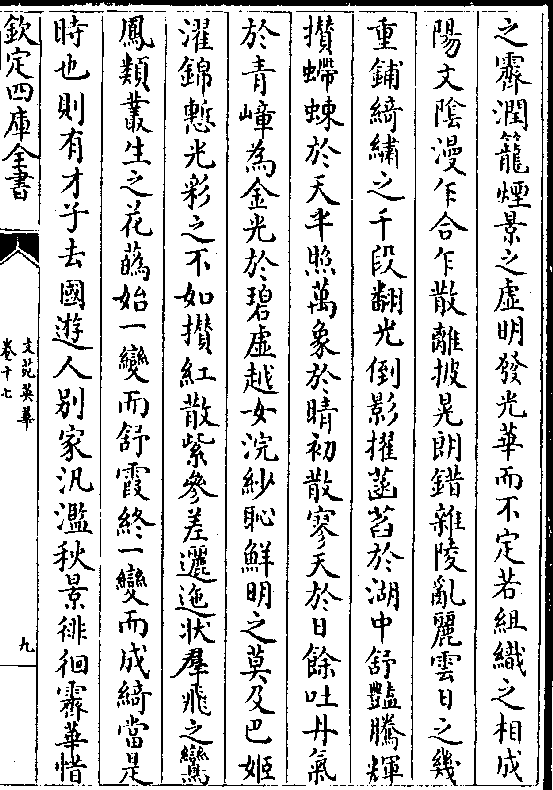 之霽潤籠煙景之虛明發光華而不定若組織之相成
陽文陰漫乍合乍散離披晃朗錯雜陵亂麗雲日之幾
重鋪綺繡之千段翻光倒影擢菡萏於湖中舒豔騰輝
攢螮蝀於天半照萬象於晴初散寥天於日餘吐丹氣
於青嶂為金光於碧虛越女浣紗恥鮮明之莫及巴姬
濯錦慙光彩之不如攅紅散紫參差邐迤狀羣飛之鸞
鳳類叢生之花蘤始一變而舒霞終一變而成綺當是
時也則有才子去國遊人別家汎濫秋景徘徊霽華惜
欽定四庫全書
文苑英華
卷十七
九